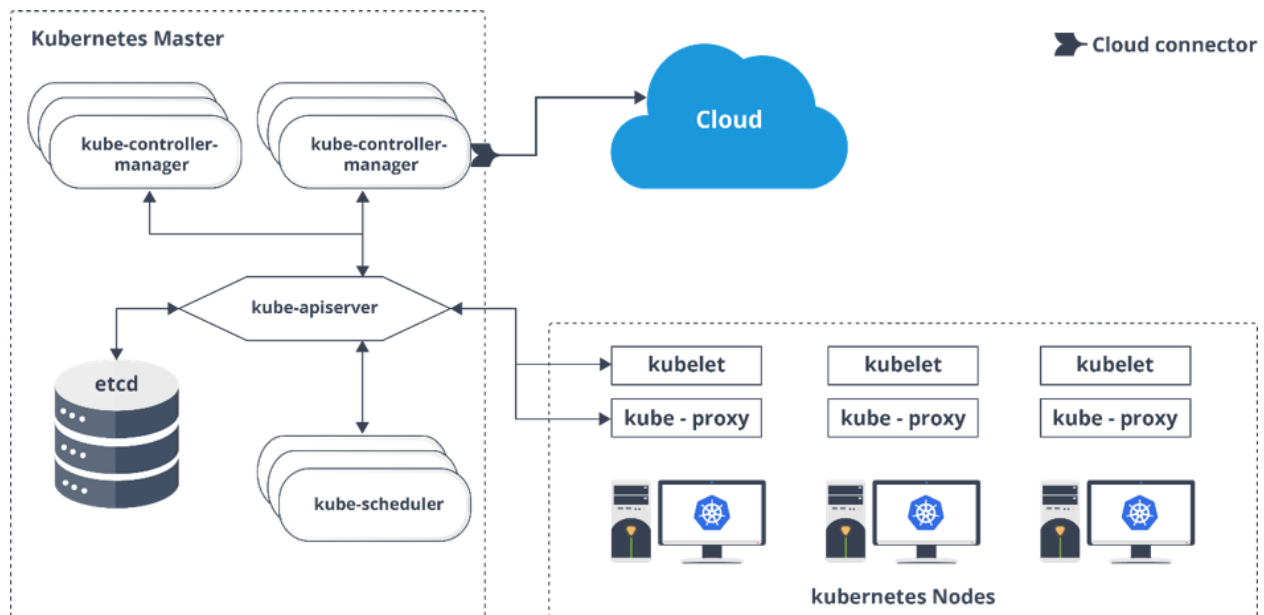 Kubernetes Master
Cloud connector
kube-controller-
manager
kube-controller-
manager
Cloud
kube-apiserver
etcd
kube-scheduler
kubelet
kubelet
kubelet
kube - proxy
kube - proxy
kube - proxy
kubernetes Nodes